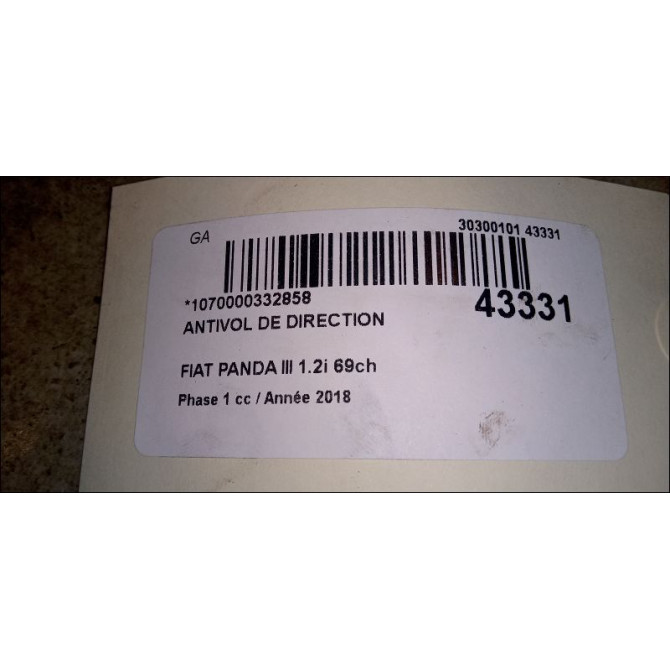 GA
30300101 43331
*1070000332858
43331
ANTIVOL DE DIRECTION
FIAT PANDA III 1.2i 69ch
Phase 1 cc / Année 2018